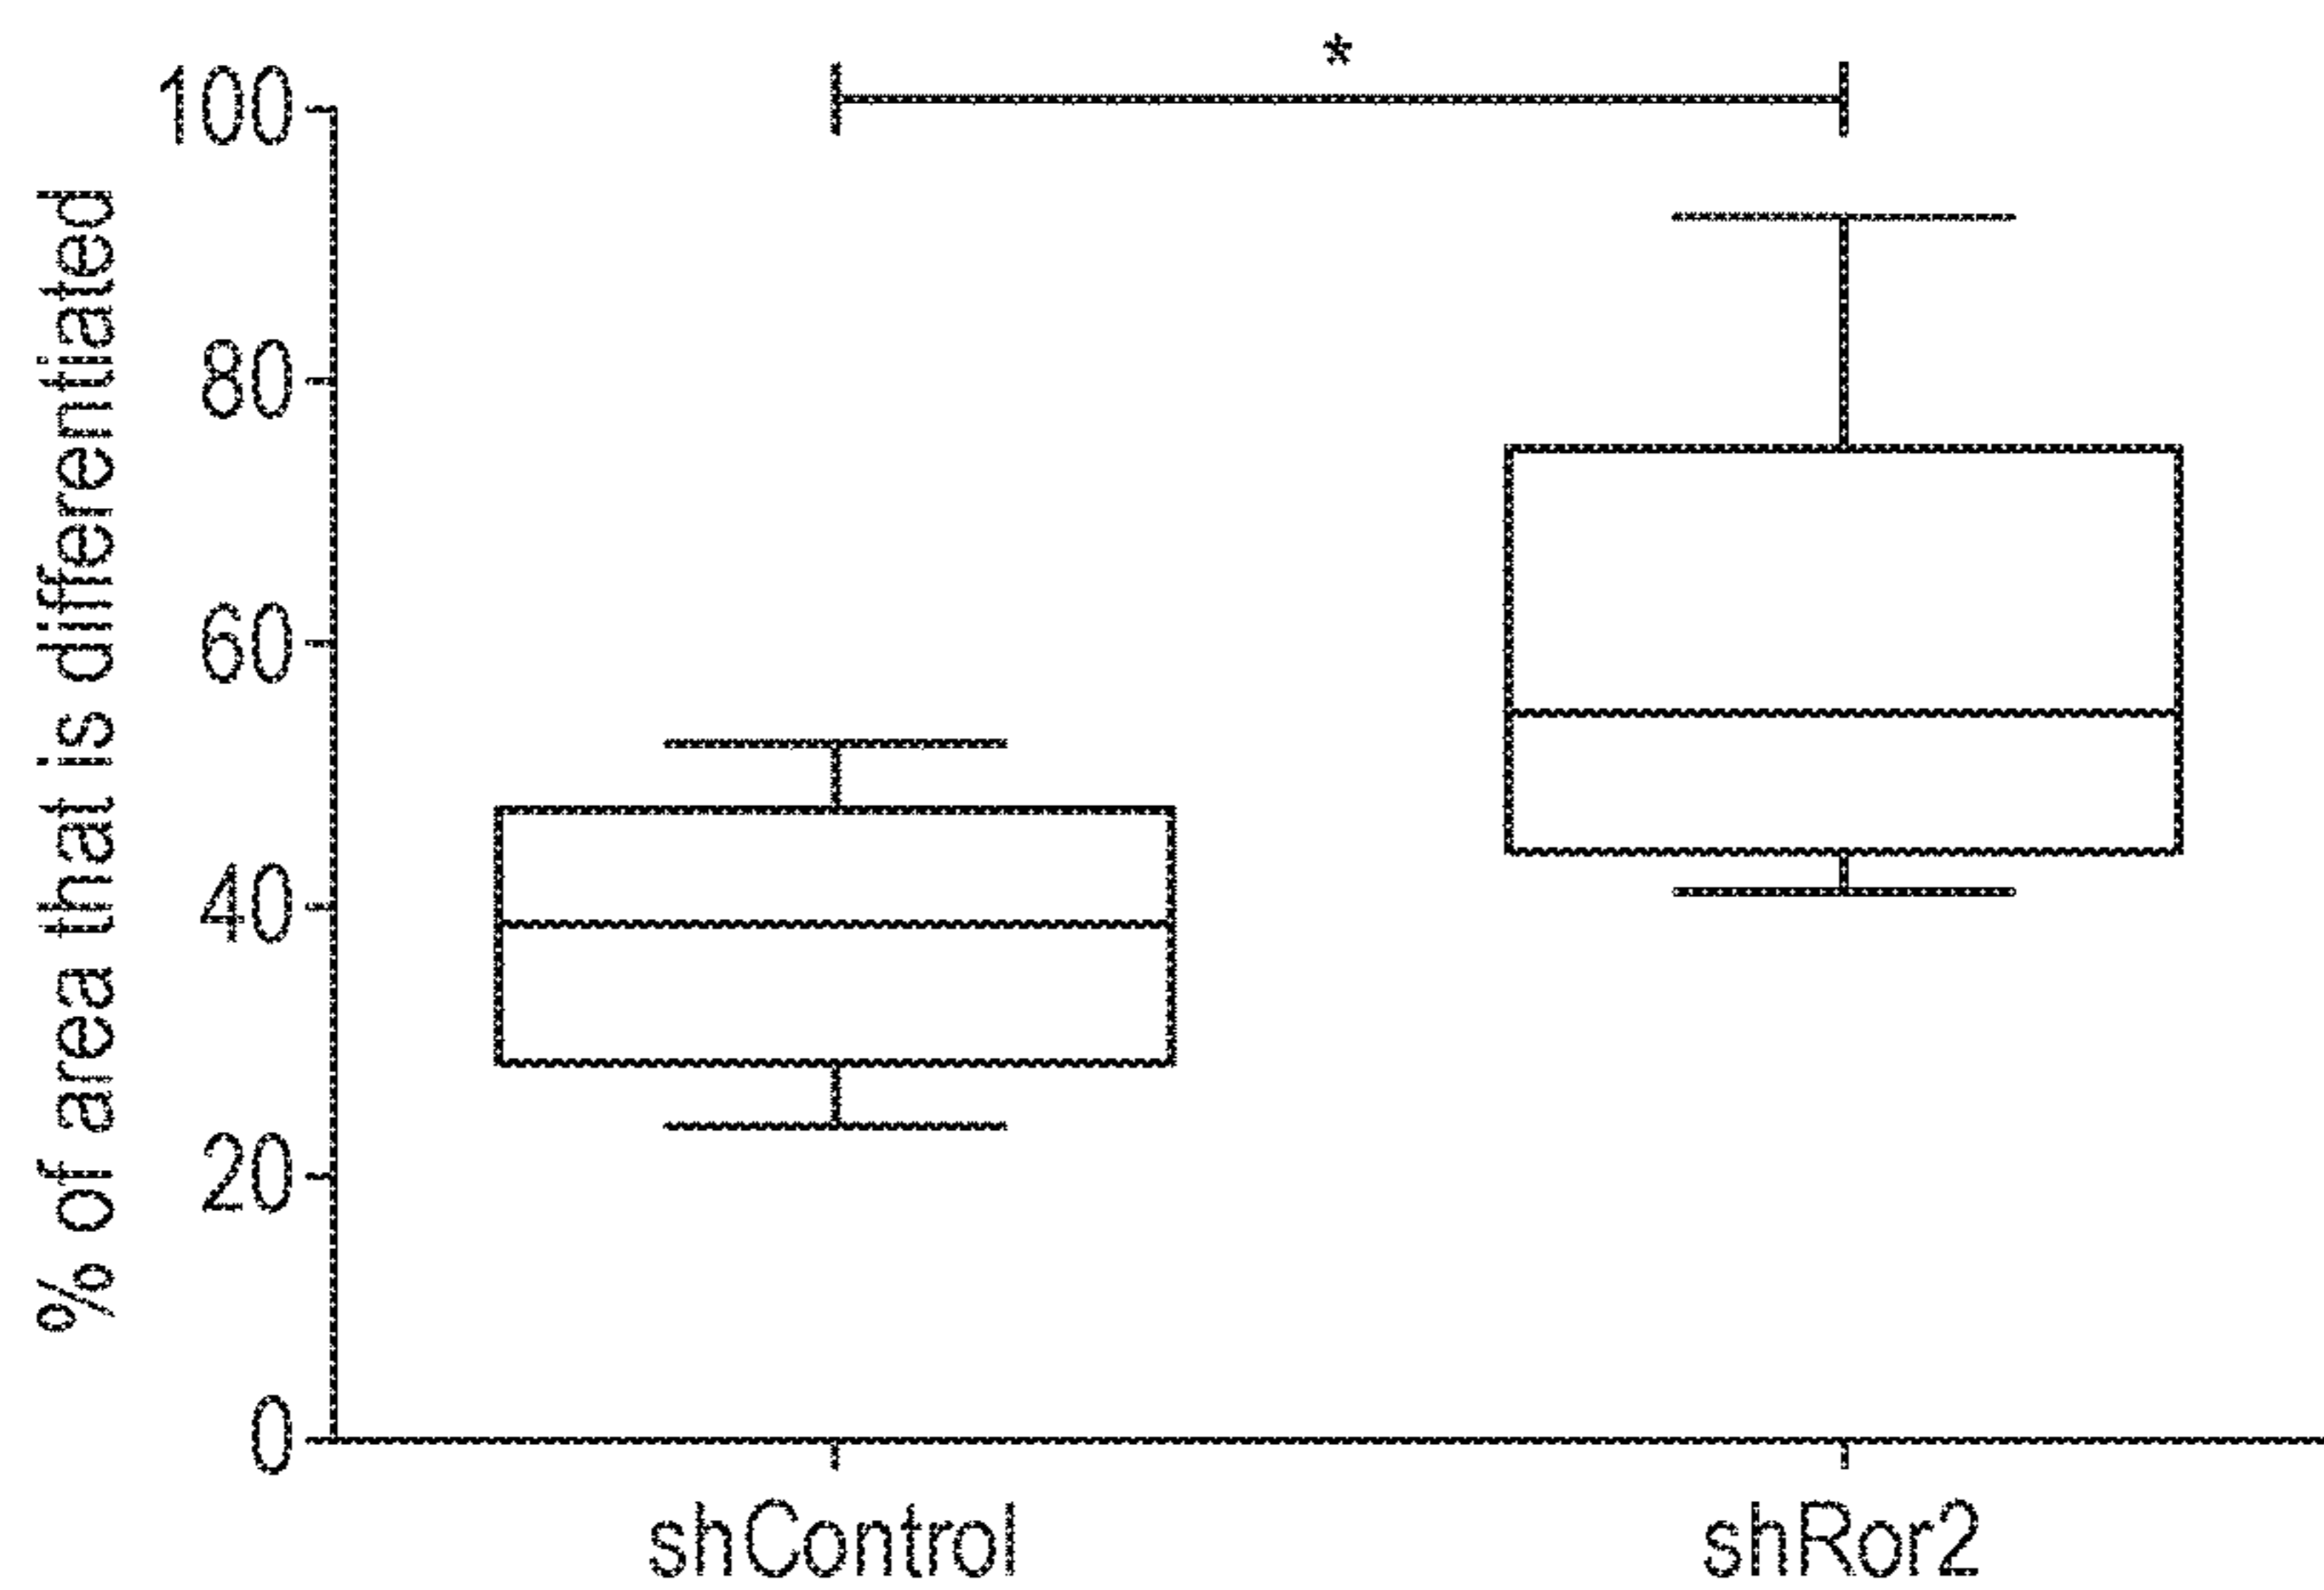 *
100
80
60
40
20
0
% of area that is differentiated
shControl
shRor2